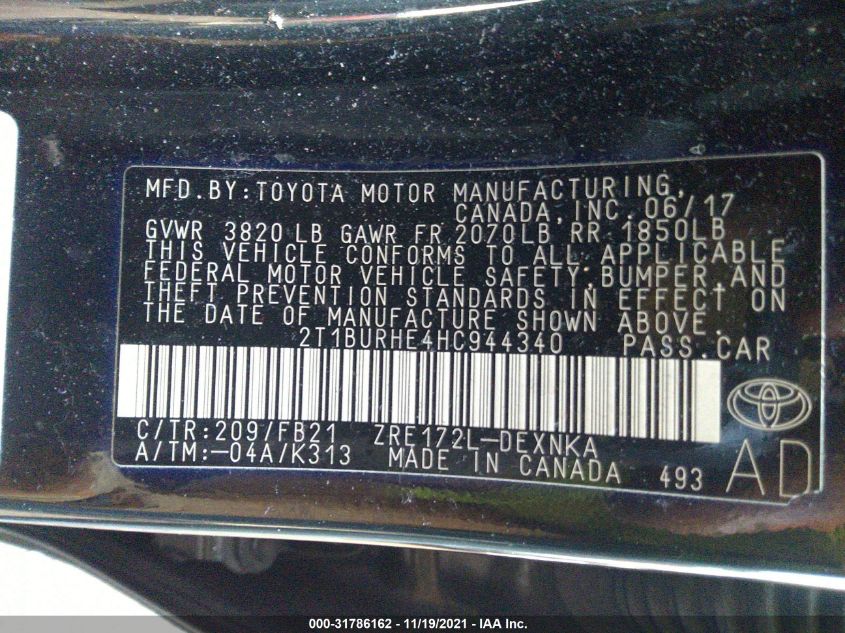 MFD.BY:TOYOTA MOTOR MANUFACTURING,
CANADA,INC. 06/17
GVWR 3820 LB GAWR FR 2070LB RR 1850LB
THIS VEHICLE CONFORMS TO ALL APPLICABLE
FEDERAL MOTOR VEHICLE SAFETY,BUMPER,AND
THEFT PREVENTION STANDARDS IN EFFECT ON
THE DATE OF MANUFACTURE SHOWN ABOVE.
2T1BURHE4HC944340 PASS.CAR
C/TR:209/FB21 ZRE172L-DEXNKA
A/TM:-04A/K313 MADE IN CANADA 493
AD
000-31786162 - 11/19/2021 - IAA Inc.